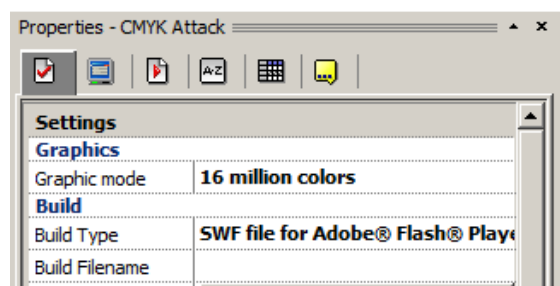 Properties - CMYK Attack
A-Z
Settings
Graphics
Graphic mode 16 million colors
Build
Build Type SWF file for Adobe® Flash®
Build Filename